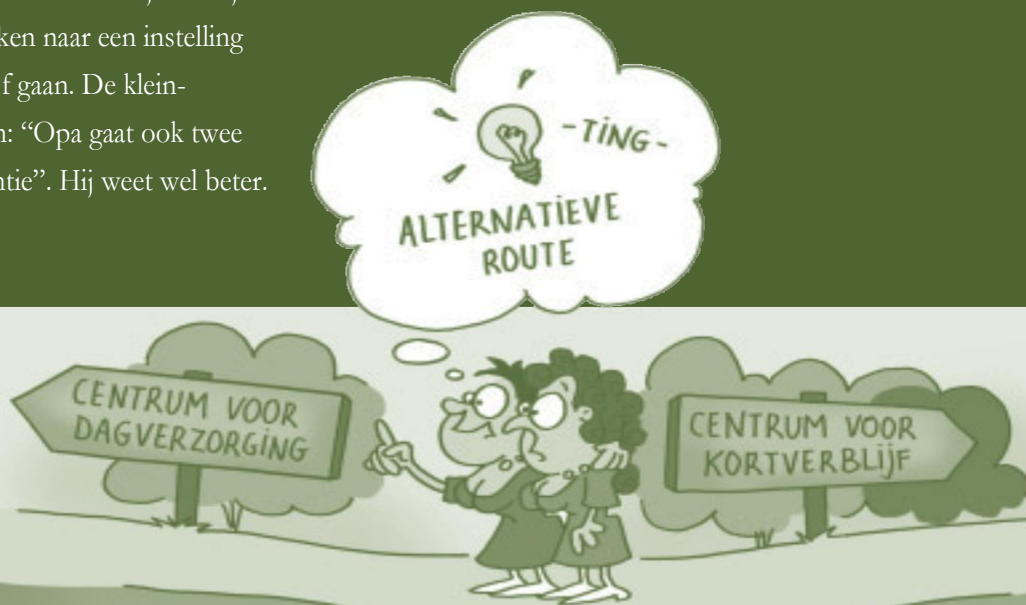 ken naar een instelling
f gaan. De klein-
n: “Opa gaat ook twee
ntie”. Hij weet wel beter.
-TING-
ALTERNATIEVE
ROUTE
CENTRUM VOOR
DAGVERZORGING
CENTRUM VOOR
KORTVERBLIJF